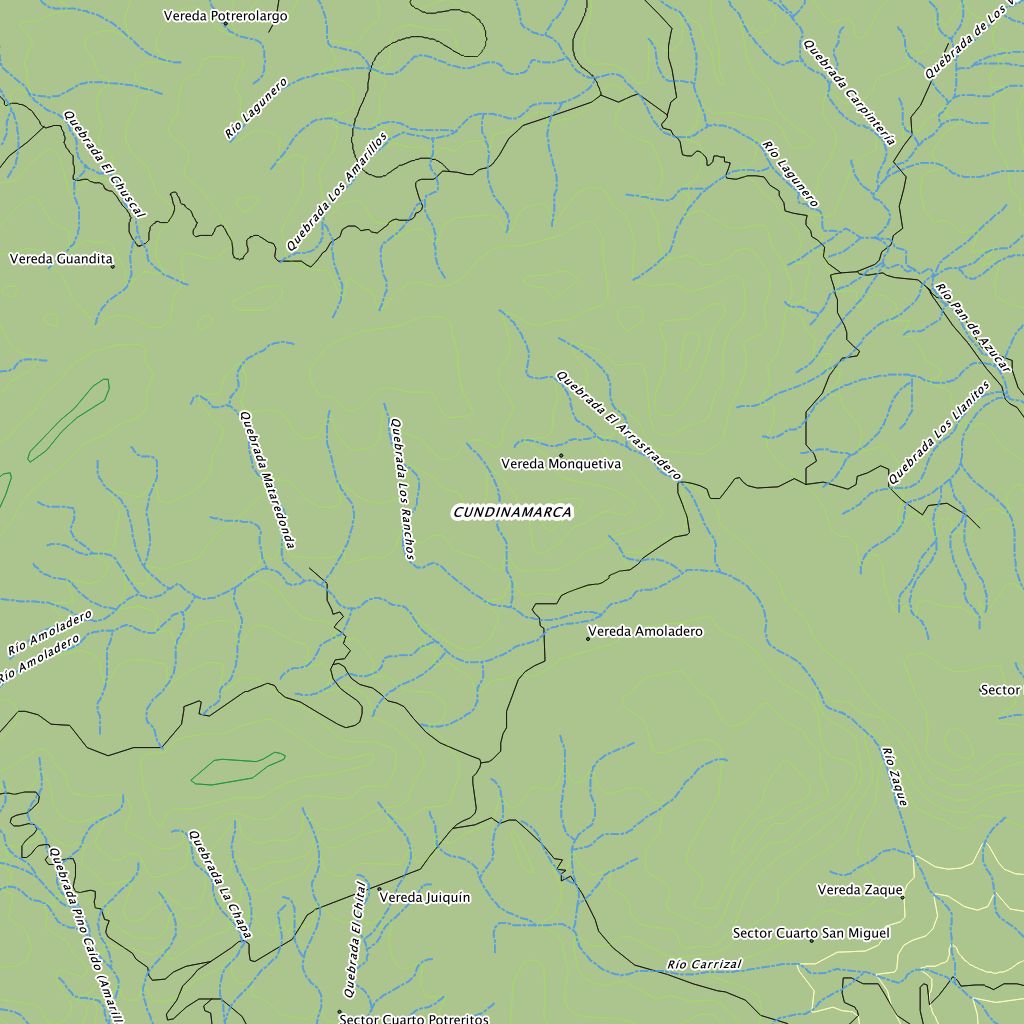 Vereda Potrerolargo
Quebrada de Los
Quebrada Carpintería
Río Lagunero
Quebrada El Chuscal
Quebrada Los Amarillos
Río Lagunero
Vereda Guandita
Río Pan de Azucar
Quebrada El Arrastradero
Quebrada Los Llanitos
Quebrada Mataredonda
Quebrada Los Ranchos
Vereda Monquetiva
CUNDINAMARCA
Río Amoladero
Río Amoladero
Vereda Amoladero
Sector
Río Zaque
Quebrada La Chapa
Quebrada Pino Caído (Amarill
Vereda Juiquín
Quebrada El Chital
Vereda Zaque
Sector Cuarto San Miguel
Río Carrizal
Sector Cuarto Potreritos